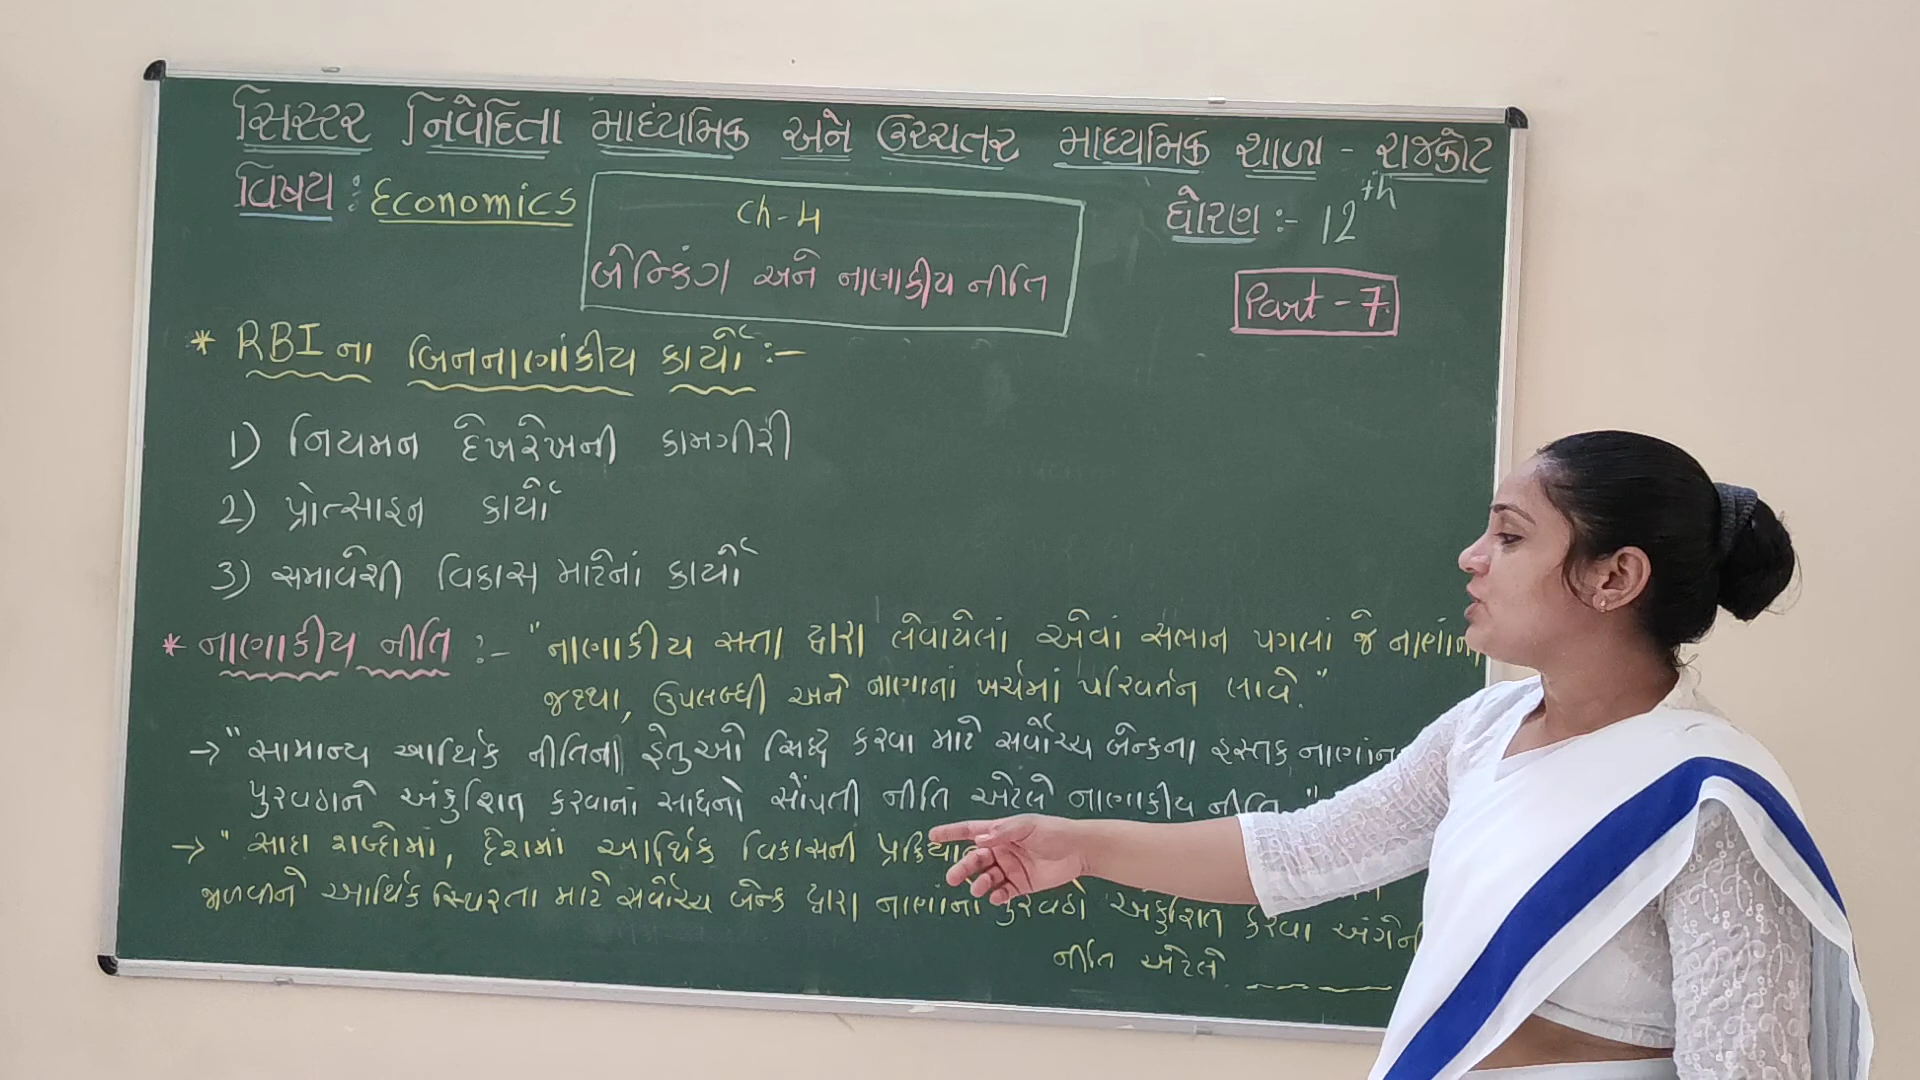 સિસ્ટર નિવેદિતા માધ્યમિક અને ઉચ્ચતર માધ્યમિક શાળા - રાજકોટ
વિષય : Economics
ધોરણ :- 12th
Ch-4
બેન્કિંગ અને નાણાકીય નીતિ
Part - 7
* RBI ના બિનનાણાંકીય કાર્યો :-
1) નિયમન દેખરેખની કામગીરી
2) પ્રોત્સાહન કાર્યો
3) સમાવેશી વિકાસ માટેનાં કાર્યો
* નાણાકીય નીતિ :- "નાણાકીય સત્તા દ્વારા લેવાયેલાં એવાં સભાન પગલાં જે
જથ્થા, ઉપલબ્ધી અને નાણાનાં ખર્ચમાં પરિવર્તન લાવે."
→ "સામાન્ય આર્થિક નીતિના હેતુઓ સિદ્ધ કરવા માટે સર્વોચ્ચ બેન્કના હસ્તક
પુરવઠાને અંકુશિત કરવાનાં સાધનો સોંપતી નીતિ એટલે નાણાકીય નીતિ."
→ "સાદા શબ્દોમાં, દેશમાં આર્થિક વિકાસની
જાળવીને આર્થિક સ્થિરતા માટે સર્વોચ્ચ બેન્ક દ્વારા નાણાંનો પુરવઠો અંકુશિત કરવા અંગેની
નીતિ એટલે